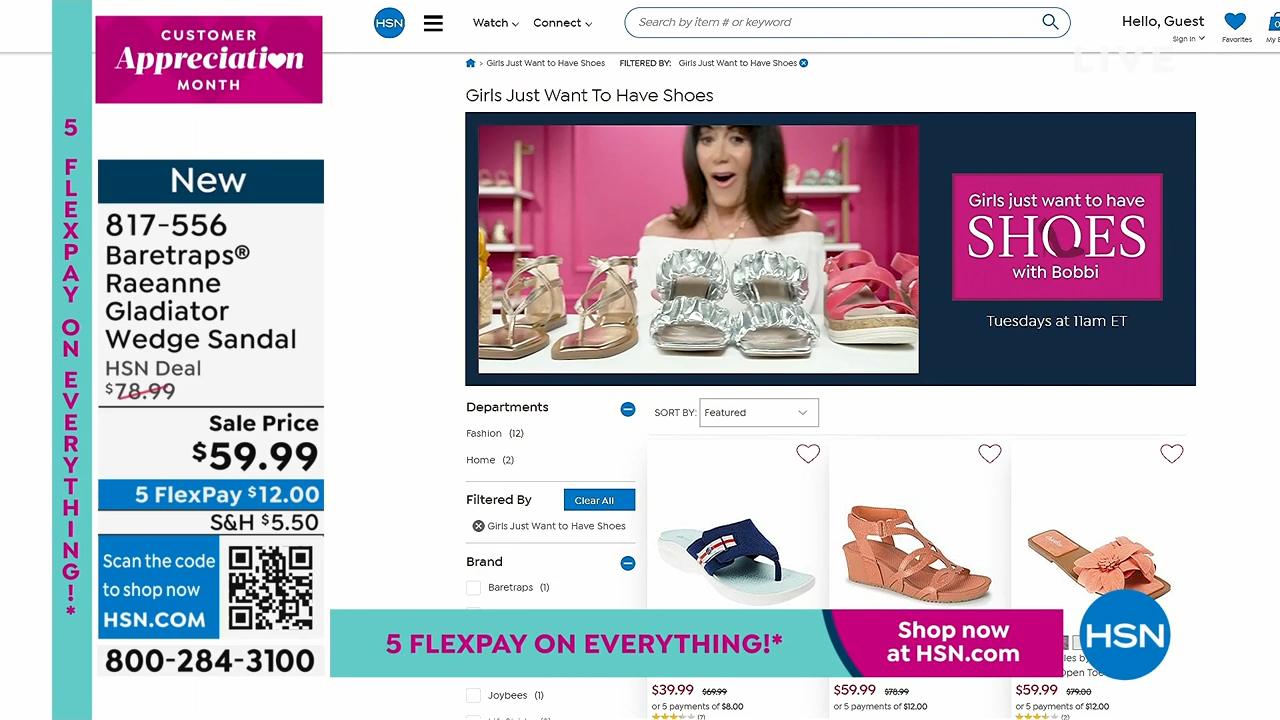 CUSTOMER
Appreciation
MONTH
5 FLEXPAY ON EVERYTHING!*
New
817-556
Baretraps®
Raeanne
Gladiator
Wedge Sandal
HSN Deal
$78.99
Sale Price
$59.99
5 FlexPay $12.00
S&H $5.50
Scan the code
to shop now
HSN.COM
800-284-3100
HSN
Watch
Connect
Search by item # or keyword
Hello, Guest
Sign In
Favorites
LIVE
> Girls Just Want to Have Shoes FILTERED BY: Girls Just Want to Have Shoes
Girls Just Want To Have Shoes
Girls just want to have
SHOES
with Bobbi
Tuesdays at 11am ET
Departments
Fashion (12)
Home (2)
Filtered By
Clear All
Girls Just Want to Have Shoes
Brand
Baretraps (1)
Joybees (1)
SORT BY: Featured
5 FLEXPAY ON EVERYTHING!*
Shop now
at HSN.com
HSN
$39.99 $69.99
or 5 payments of $8.00
(7)
$59.99 $78.99
or 5 payments of $12.00
$59.99 $79.00
or 5 payments of $12.00
(2)